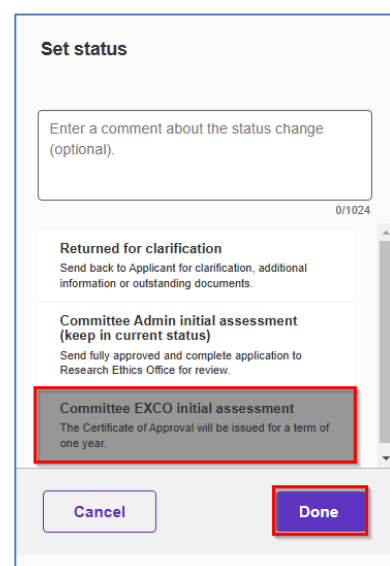 Set status
Enter a comment about the status change
(optional).
0/1024
Returned for clarification
Send back to Applicant for clarification, additional
information or outstanding documents.
Committee Admin initial assessment
(keep in current status)
Send fully approved and complete application to
Research Ethics Office for review.
Committee EXCO initial assessment
The Certificate of Approval will be issued for a term of
one year.
Cancel
Done